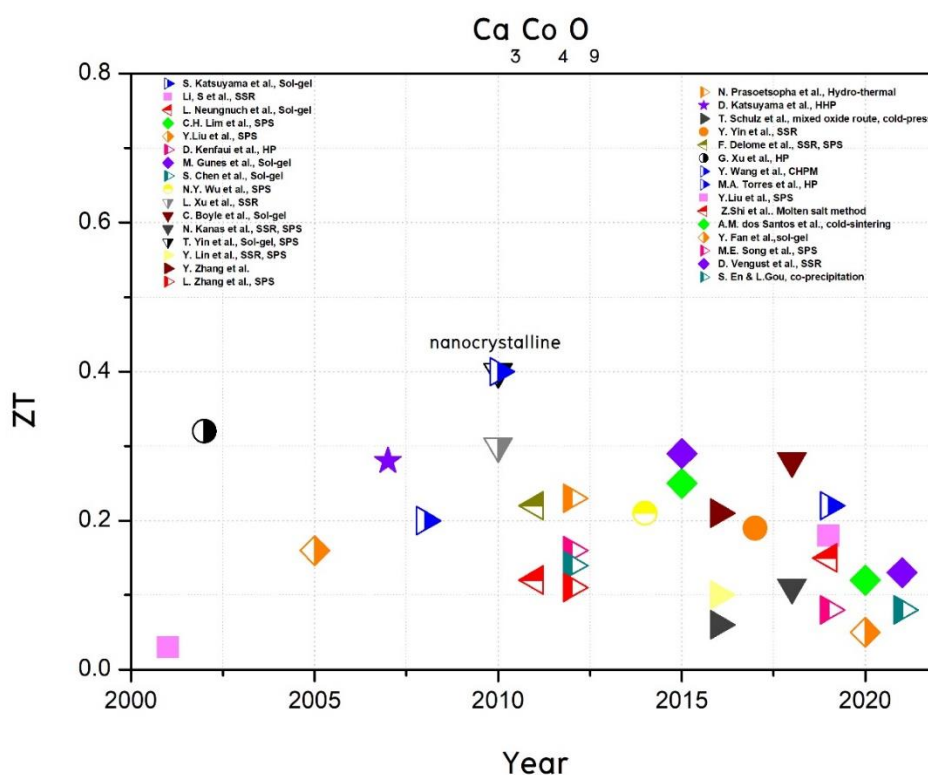 Ca Co O
3 4 9
0.8
S. Katsuyama et al., Sol-gel
Li, S et al., SSR
L. Neungnuch et al., Sol-gel
C.H. Lim et al., SPS
Y.Liu et al., SPS
D. Kenfaui et al., HP
M. Gunes et al., Sol-gel
S. Chen et al., Sol-gel
N.Y. Wu et al., SPS
L. Xu et al., SSR
C. Boyle et al., Sol-gel
N. Kanas et al., SSR, SPS
T. Yin et al., Sol-gel, SPS
Y. Lin et al., SSR, SPS
Y. Zhang et al.
L. Zhang et al., SPS
N. Prasoetsopha et al., Hydro-thermal
D. Katsuyama et al., HHP
T. Schulz et al., mixed oxide route, cold-press
Y. Yin et al., SSR
F. Delome et al., SSR, SPS
G. Xu et al., HP
Y. Wang et al., CHPM
M.A. Torres et al., HP
Y.Liu et al., SPS
Z.Shi et al.. Molten salt method
A.M. dos Santos et al., cold-sintering
Y. Fan et al.,sol-gel
M.E. Song et al., SPS
D. Vengust et al., SSR
S. En & L.Gou, co-precipitation
0.6
nanocrystalline
0.4
ZT
0.2
0.0
2000 2005 2010 2015 2020
Year